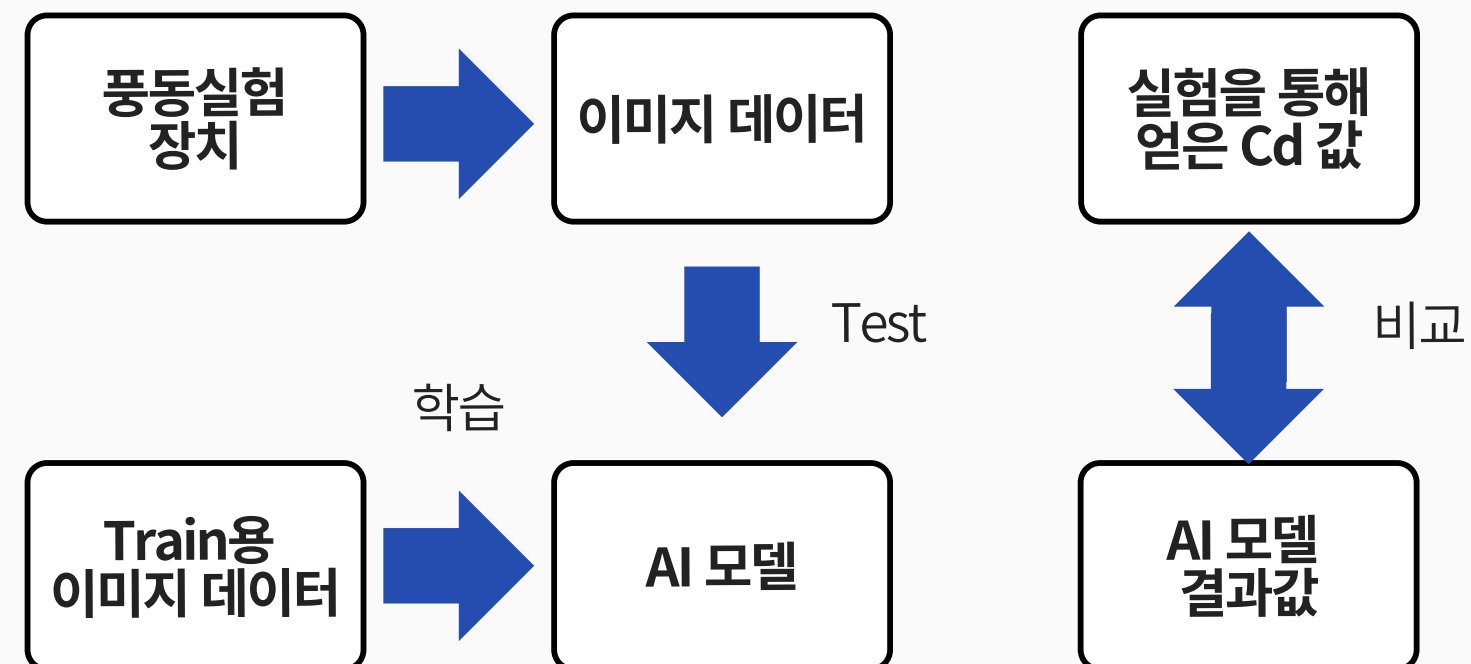 풍동실험
장치
이미지 데이터
실험을 통해
얻은 Cd 값
Test
비교
학습
Train용
이미지 데이터
AI 모델
AI 모델
결과값